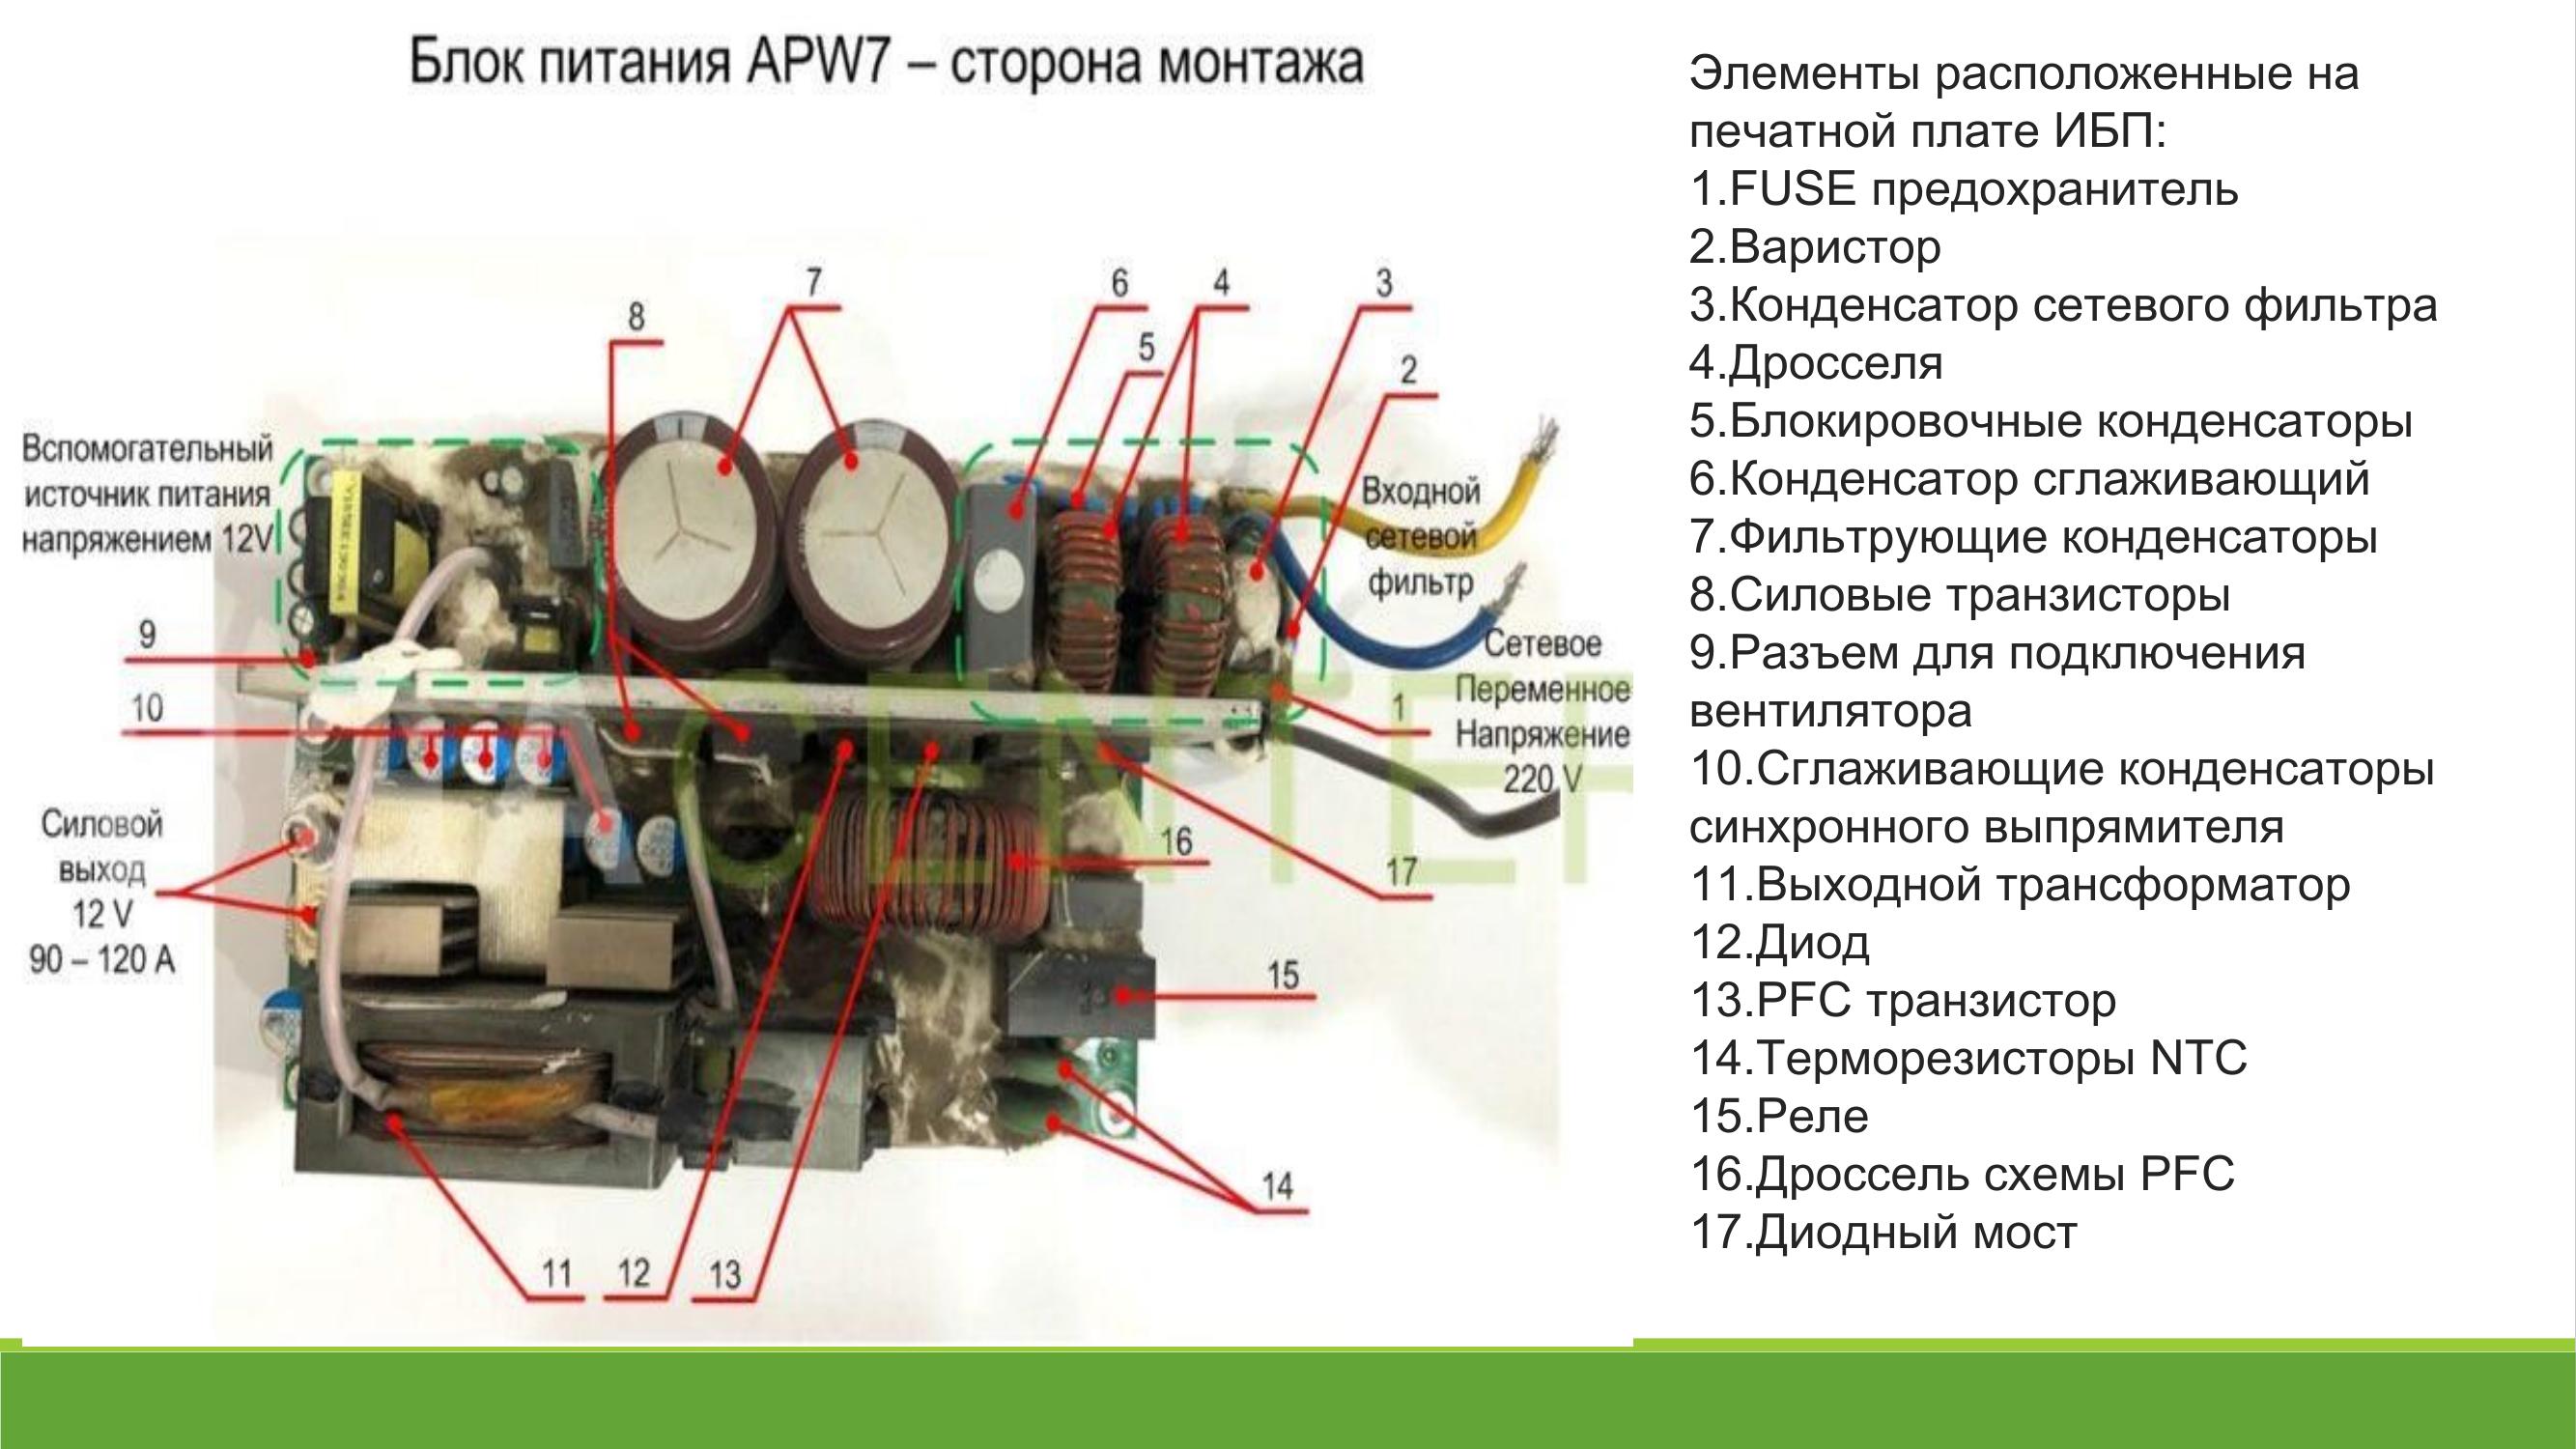 Блок питания APW7 – сторона монтажа
7
6
4
3
8
5
2
Вспомогательный
источник питания
напряжением 12V
Входной
сетевой
фильтр
9
Сетевое
Переменное
Напряжение
220 V
1
10
Силовой
выход
12 V
90 – 120 A
16
17
15
14
11
12
13
CENTER
Элементы расположенные на
печатной плате ИБП:
1.FUSE предохранитель
2.Варистор
3.Конденсатор сетевого фильтра
4.Дросселя
5.Блокировочные конденсаторы
6.Конденсатор сглаживающий
7.Фильтрующие конденсаторы
8.Силовые транзисторы
9.Разъем для подключения
вентилятора
10.Сглаживающие конденсаторы
синхронного выпрямителя
11.Выходной трансформатор
12.Диод
13.PFC транзистор
14.Терморезисторы NTC
15.Реле
16.Дроссель схемы PFC
17.Диодный мост